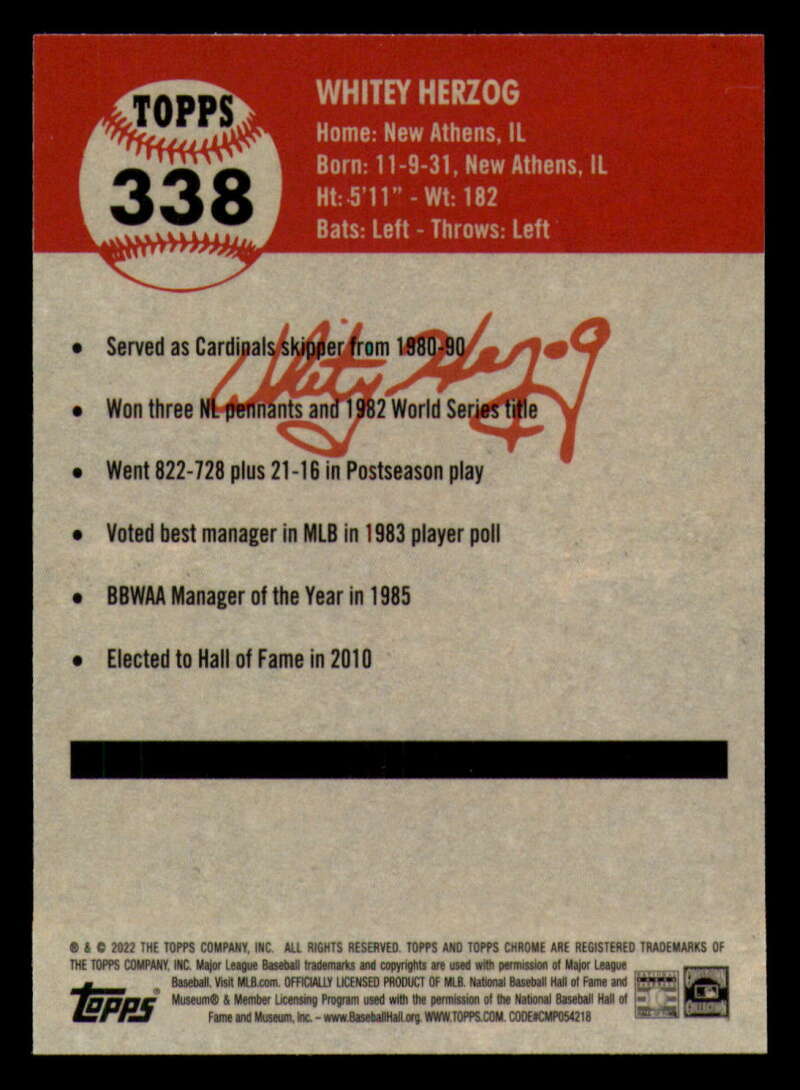 TOPPS
338
WHITEY HERZOG
Home: New Athens, IL
Born: 11-9-31, New Athens, IL
Ht: 5'11" - Wt: 182
Bats: Left - Throws: Left
Whitey Herzog
• Served as Cardinals skipper from 1980-90
• Won three NL pennants and 1982 World Series title
• Went 822-728 plus 21-16 in Postseason play
• Voted best manager in MLB in 1983 player poll
• BBWAA Manager of the Year in 1985
• Elected to Hall of Fame in 2010
® & © 2022 THE TOPPS COMPANY, INC. ALL RIGHTS RESERVED. TOPPS AND TOPPS CHROME ARE REGISTERED TRADEMARKS OF
THE TOPPS COMPANY, INC. Major League Baseball trademarks and copyrights are used with permission of Major League
Baseball. Visit MLB.com. OFFICIALLY LICENSED PRODUCT OF MLB. National Baseball Hall of Fame and
Museum® & Member Licensing Program used with the permission of the National Baseball Hall of
Fame and Museum, Inc. – www.BaseballHall.org. WWW.TOPPS.COM. CODE#CMP054218
Topps®